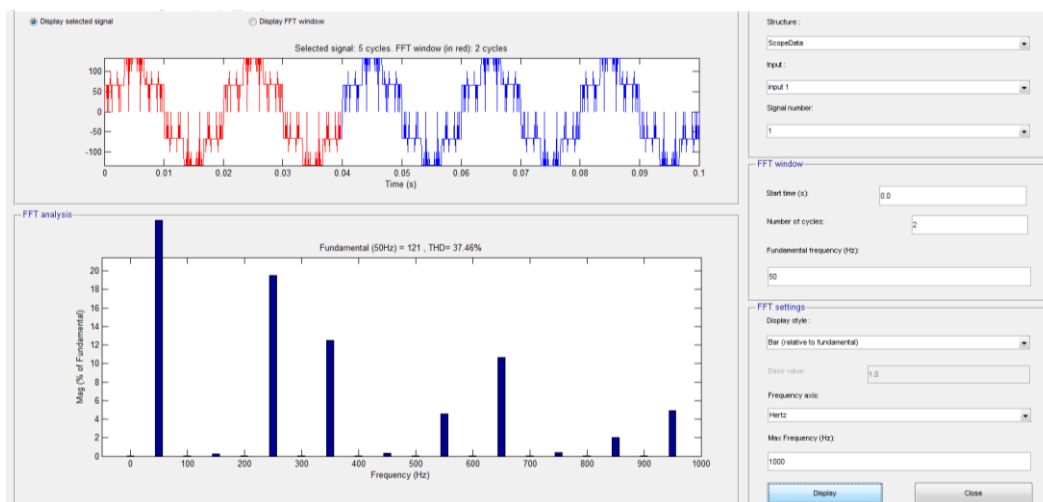 Display selected signal
Display FFT window
Selected signal: 5 cycles. FFT window (in red): 2 cycles
100
50
0
-50
-100
0 0.01 0.02 0.03 0.04 0.05 0.06 0.07 0.08 0.09 0.1
Time (s)
FFT analysis
Fundamental (50Hz) = 121 , THD= 37.46%
20
18
16
14
12
10
8
6
4
2
0
Mag (% of Fundamental)
0 100 200 300 400 500 600 700 800 900 1000
Frequency (Hz)
Structure :
ScopeData
Input :
input 1
Signal number:
1
FFT window
Start time (s): 0.0
Number of cycles: 2
Fundamental frequency (Hz):
50
FFT settings
Display style :
Bar (relative to fundamental)
Base value: 1.0
Frequency axis:
Hertz
Max Frequency (Hz):
1000
Display Close